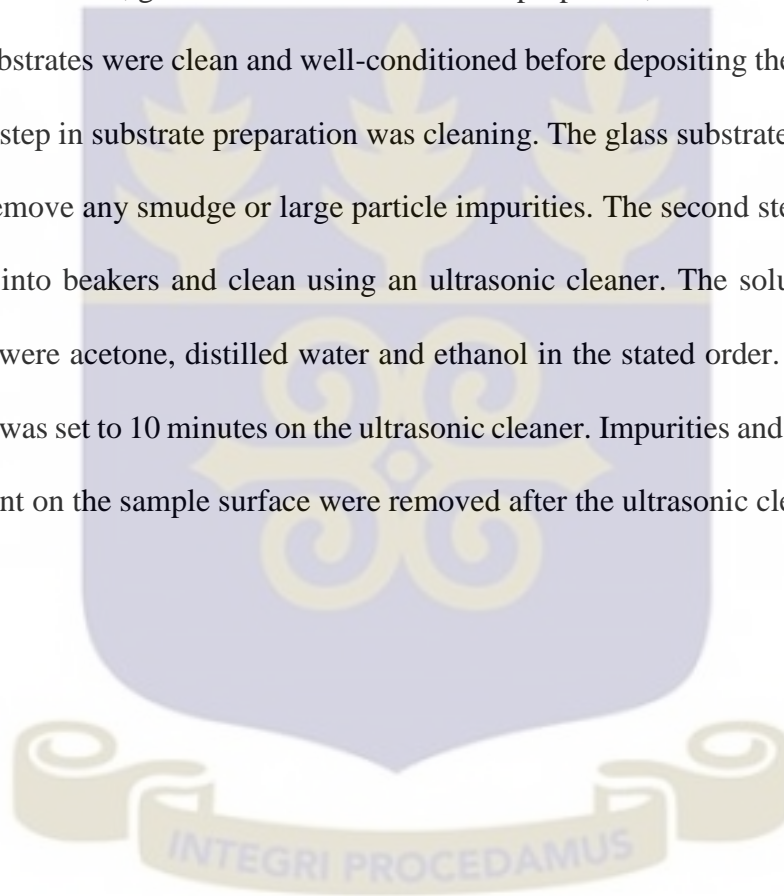 bstrates were clean and well-conditioned before depositing the
step in substrate preparation was cleaning. The glass substrate
emove any smudge or large particle impurities. The second ste
into beakers and clean using an ultrasonic cleaner. The solu
were acetone, distilled water and ethanol in the stated order.
was set to 10 minutes on the ultrasonic cleaner. Impurities and
nt on the sample surface were removed after the ultrasonic cle
INTEGRI PROCEDAMUS